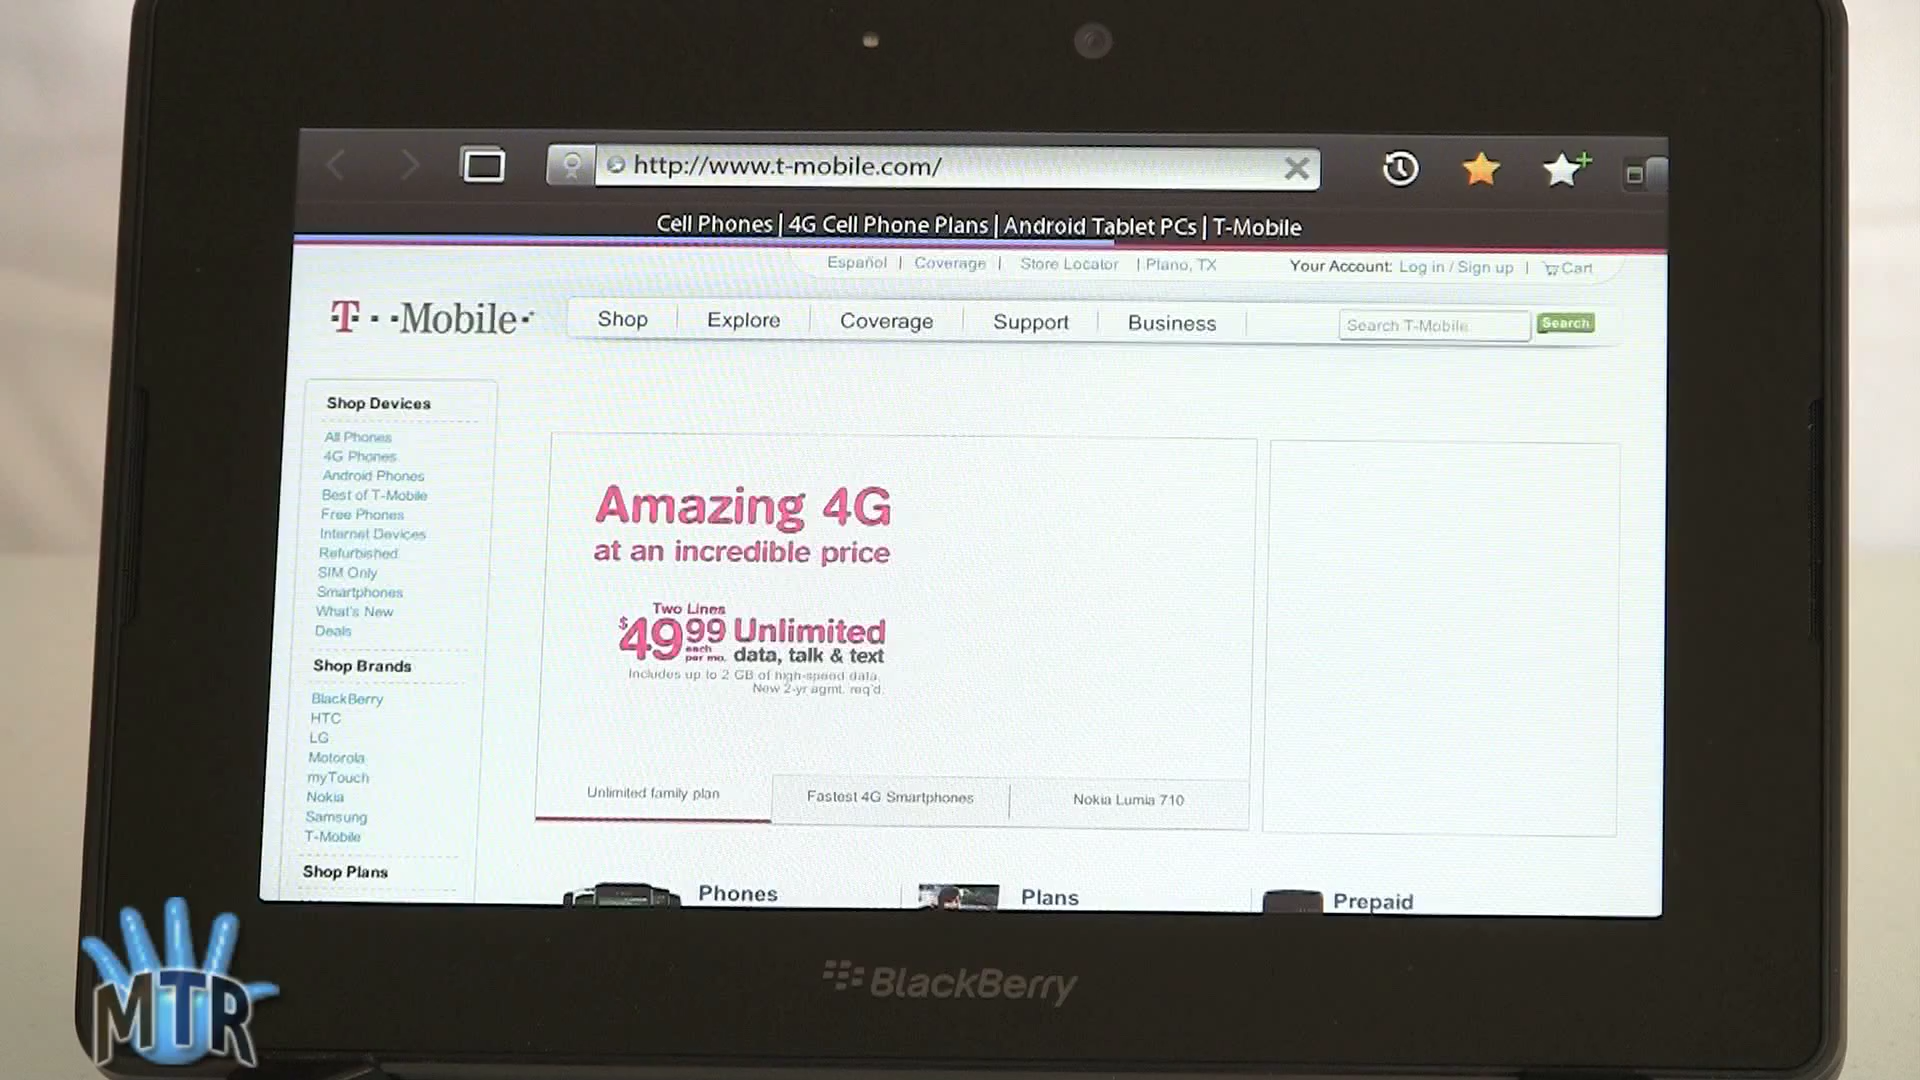 http://www.t-mobile.com/
Cell Phones | 4G Cell Phone Plans | Android Tablet PCs | T-Mobile
Español | Coverage | Store Locator | Plano, TX
Your Account: Log in / Sign up | Cart
T··Mobile·
Shop
Explore
Coverage
Support
Business
Search T-Mobile
Search
Shop Devices
All Phones
4G Phones
Android Phones
Best of T-Mobile
Free Phones
Internet Devices
Refurbished
SIM Only
Smartphones
What's New
Deals
Shop Brands
BlackBerry
HTC
LG
Motorola
myTouch
Nokia
Samsung
T-Mobile
Shop Plans
Amazing 4G
at an incredible price
Two Lines
$49.99 each per mo. Unlimited
data, talk & text
Includes up to 2 GB of high-speed data.
New 2-yr agmt. req'd.
Unlimited family plan
Fastest 4G Smartphones
Nokia Lumia 710
Phones
Plans
Prepaid
BlackBerry
MTR